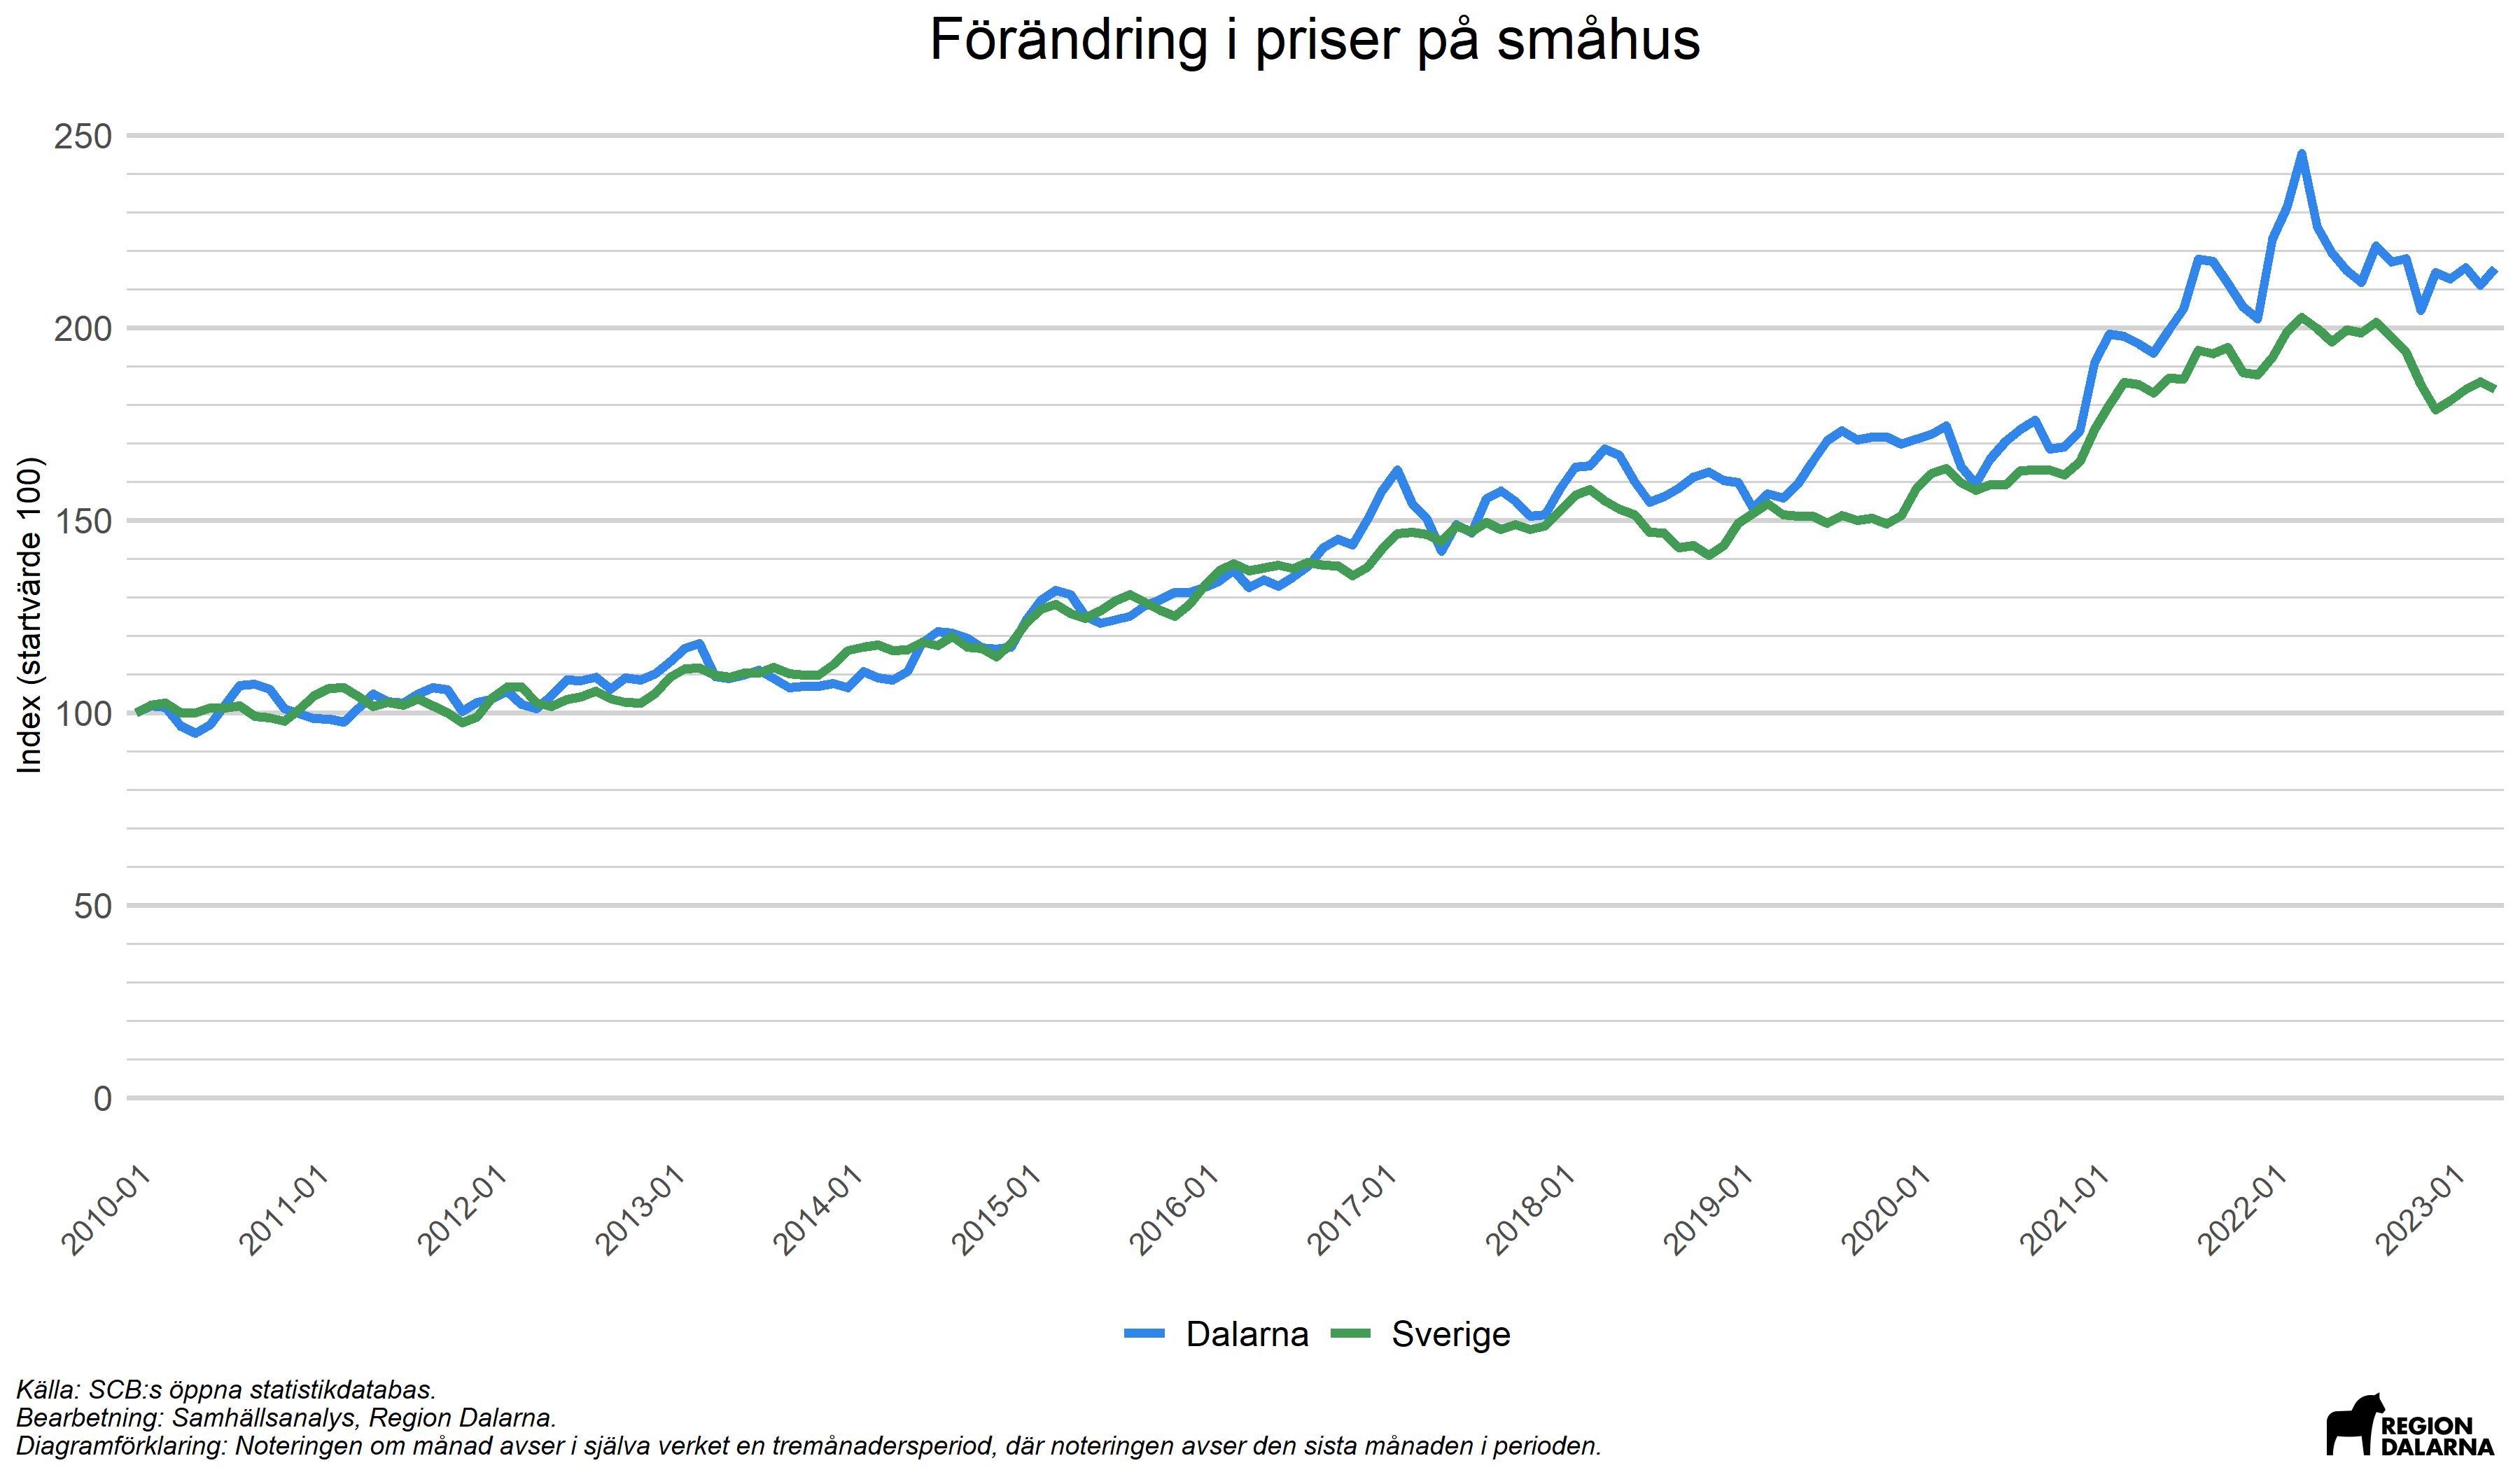 Förändring i priser på småhus
250
200
150
100
50
0
Index (startvärde 100)
2010-01
2011-01
2012-01
2013-01
2014-01
2015-01
2016-01
2017-01
2018-01
2019-01
2020-01
2021-01
2022-01
2023-01
Dalarna
Sverige
Källa: SCB:s öppna statistikdatabas.
Bearbetning: Samhällsanalys, Region Dalarna.
Diagramförklaring: Noteringen om månad avser i själva verket en tremånadersperiod, där noteringen avser den sista månaden i perioden.
REGION
DALARNA